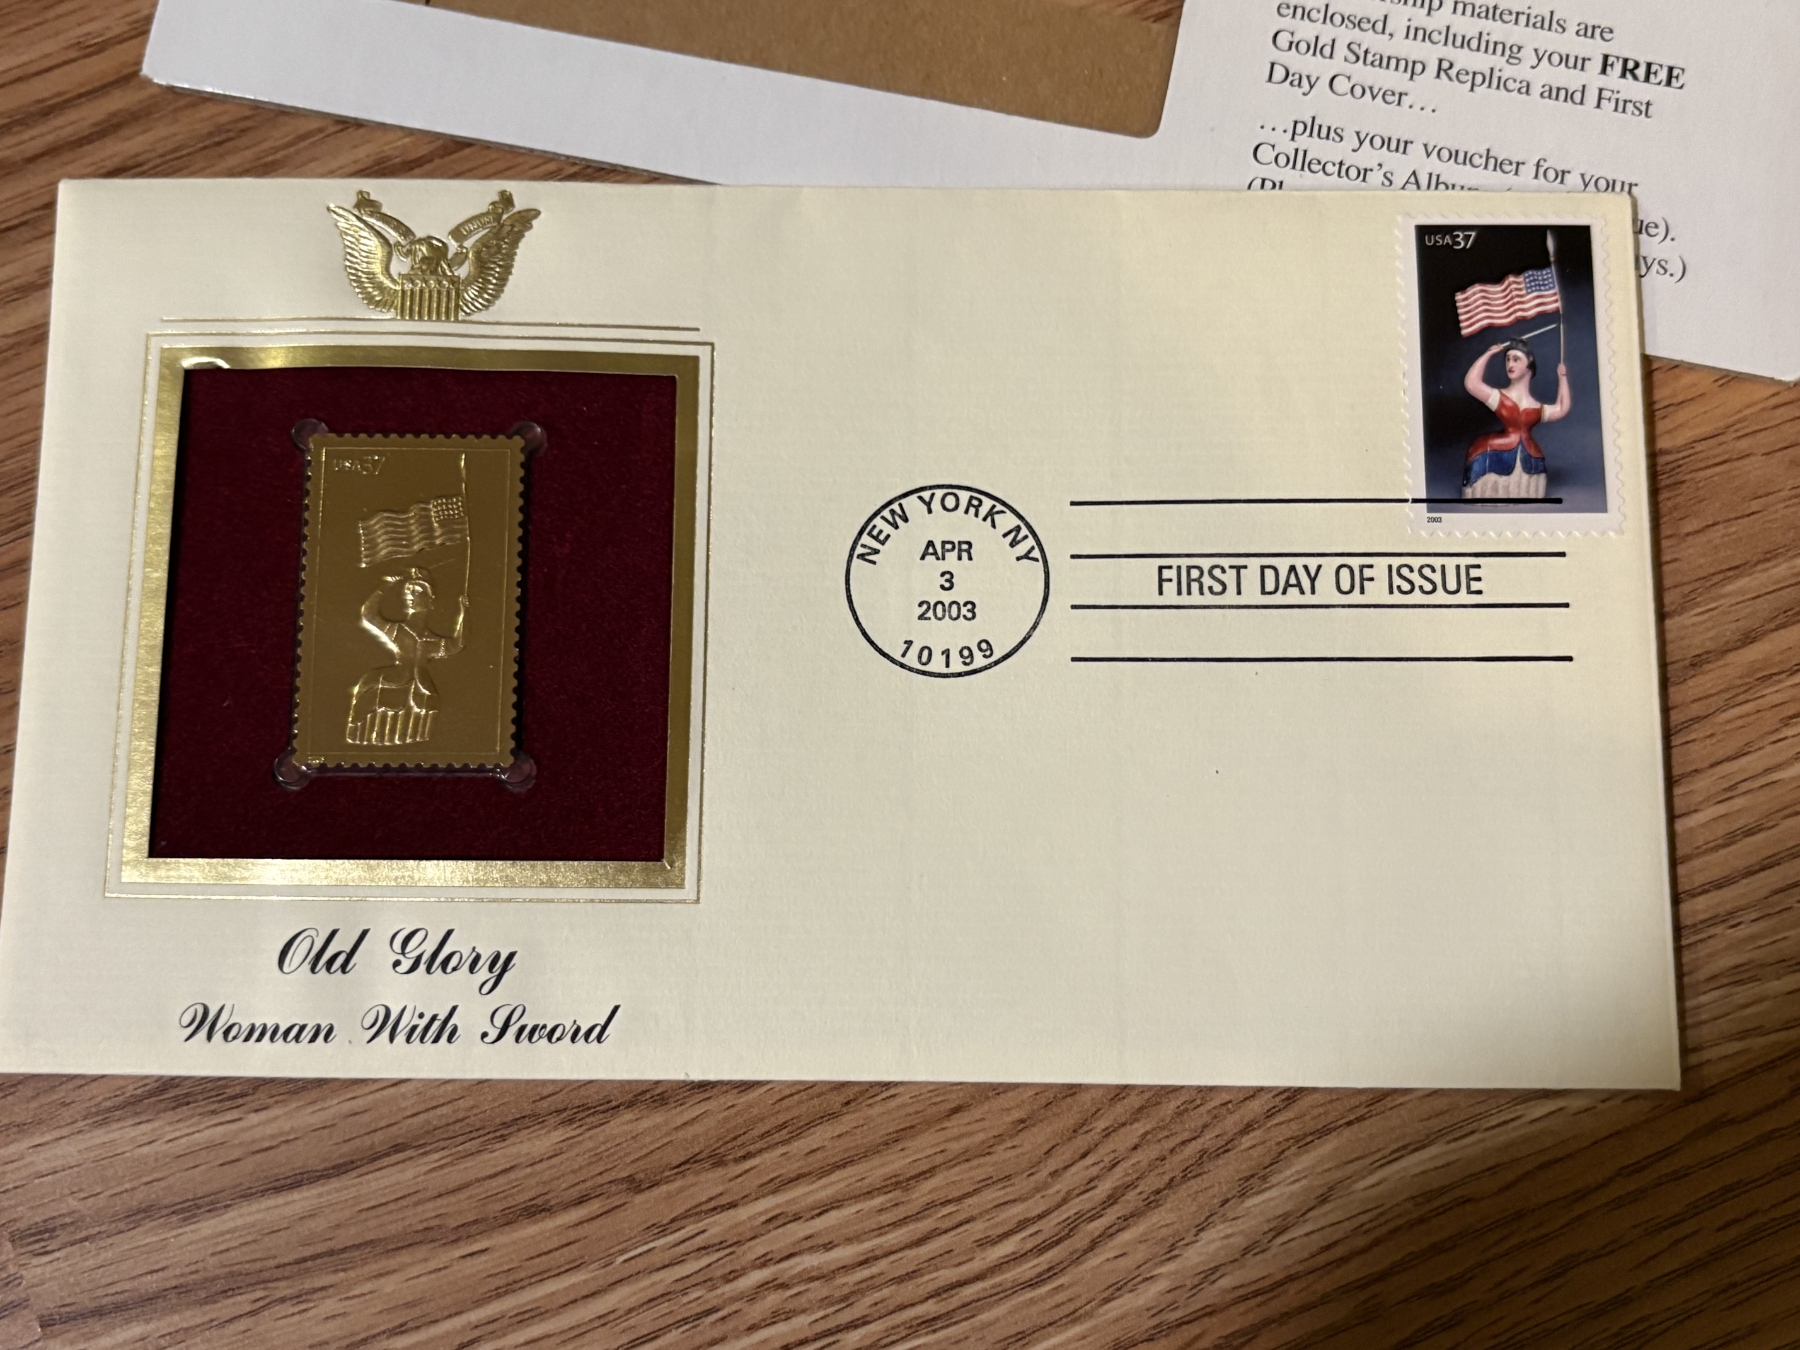 materials are
enclosed, including your FREE
Gold Stamp Replica and First
Day Cover...
...plus your voucher for your
Collector's
USA37
2003
USA37
NEW YORK NY
APR
3
2003
10199
FIRST DAY OF ISSUE
Old Glory
Woman With Sword